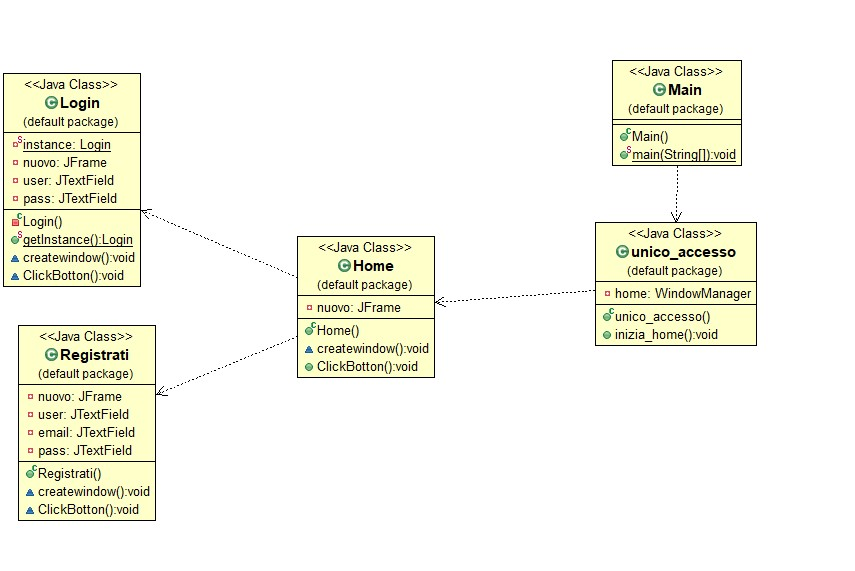 <<Java Class>>
Login
(default package)
instance: Login
nuovo: JFrame
user: JTextField
pass: JTextField
Login()
getInstance():Login
createwindow():void
ClickBotton():void
<<Java Class>>
Registrati
(default package)
nuovo: JFrame
user: JTextField
email: JTextField
pass: JTextField
Registrati()
createwindow():void
ClickBotton():void
<<Java Class>>
Home
(default package)
nuovo: JFrame
Home()
createwindow():void
ClickBotton():void
<<Java Class>>
Main
(default package)
Main()
main(String[]):void
<<Java Class>>
unico_accesso
(default package)
home: WindowManager
unico_accesso()
inizia_home():void